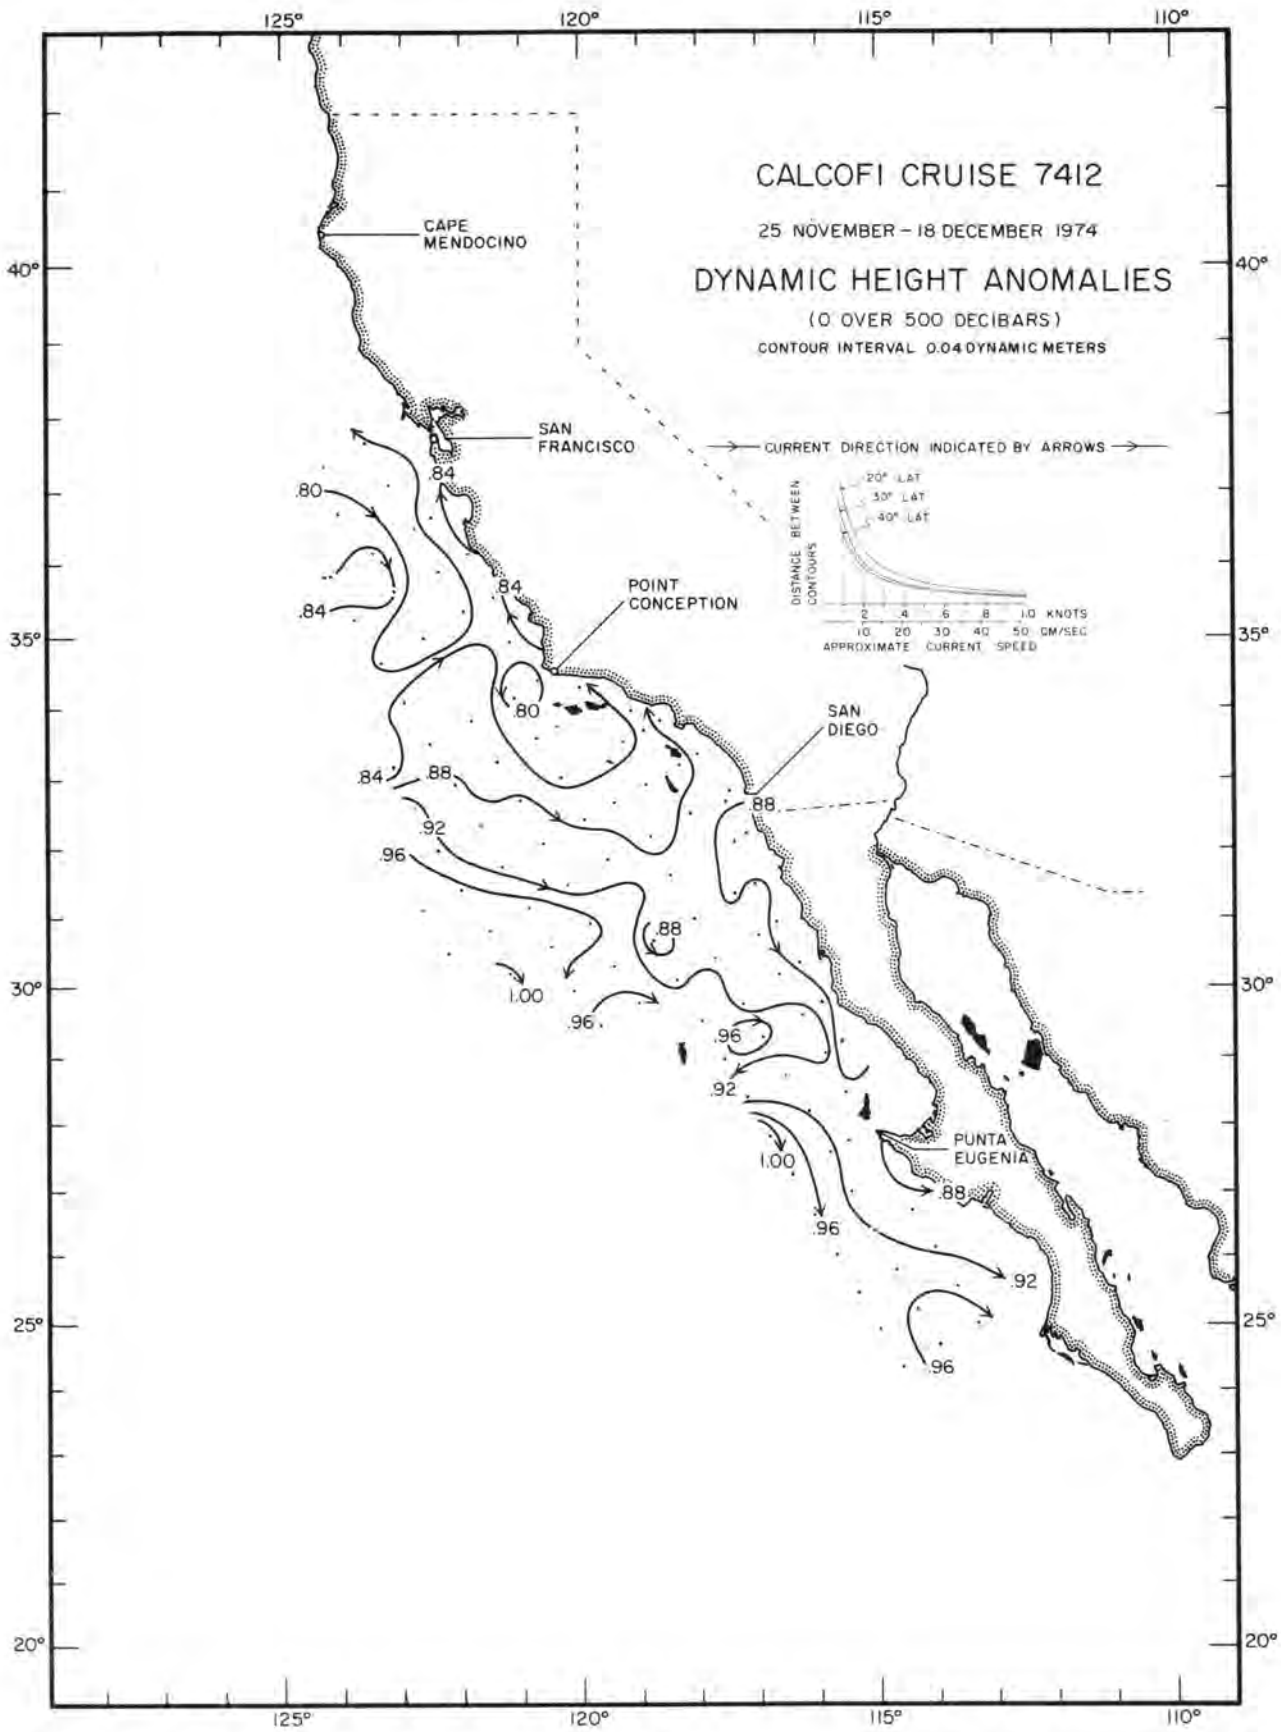 125° 120° 115° 110°
CALCOFI CRUISE 7412
25 NOVEMBER – 18 DECEMBER 1974
DYNAMIC HEIGHT ANOMALIES
(0 OVER 500 DECIBARS)
CONTOUR INTERVAL 0.04 DYNAMIC METERS
CAPE
MENDOCINO
40° 40°
SAN
FRANCISCO
CURRENT DIRECTION INDICATED BY ARROWS
.84
.80
20° LAT
30° LAT
40° LAT
DISTANCE BETWEEN
CONTOURS
.2 .4 .6 .8 1.0 KNOTS
10 20 30 40 50 CM/SEC
APPROXIMATE CURRENT SPEED
.84
POINT
CONCEPTION
.84
35° 35°
.80
SAN
DIEGO
.84 .88
.88
.92
.96
.88
30° 1.00 30°
.96 .96
.92
PUNTA
EUGENIA
1.00
.88
.96
.92
25° 25°
.96
20° 20°
125° 120° 115° 110°